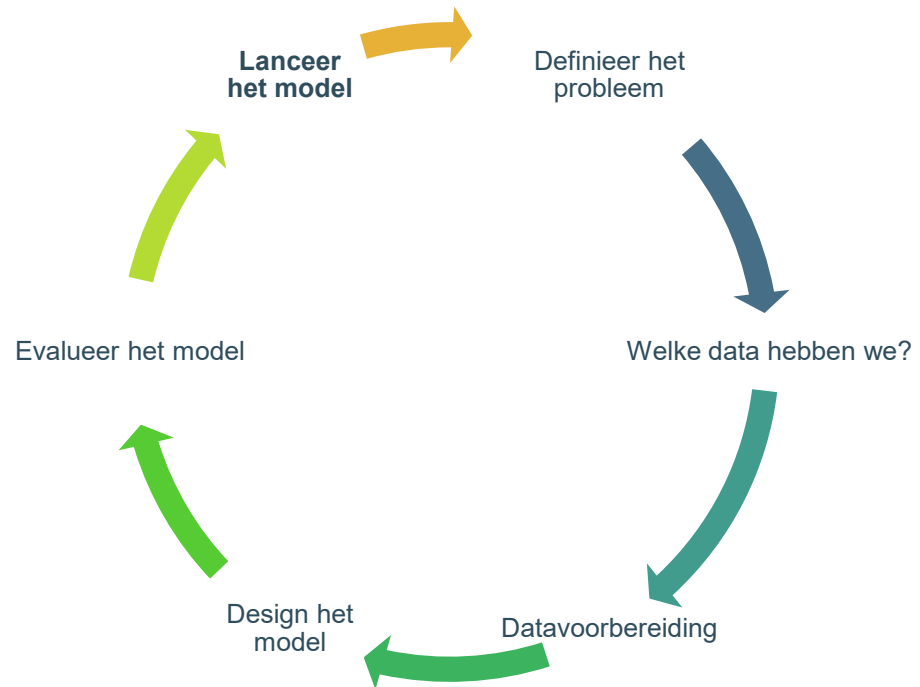 Lanceer
het model
Definieer het
probleem
Welke data hebben we?
Datavoorbereiding
Design het
model
Evalueer het model